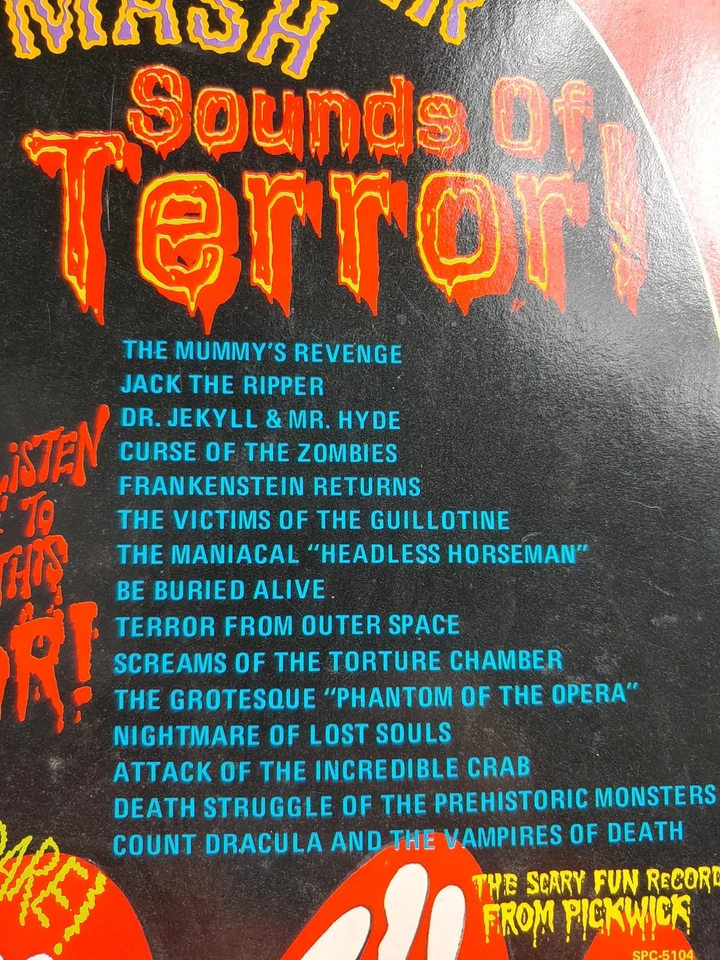 MASH
Sounds Of
Terror!
THE MUMMY'S REVENGE
JACK THE RIPPER
DR. JEKYLL & MR. HYDE
CURSE OF THE ZOMBIES
FRANKENSTEIN RETURNS
THE VICTIMS OF THE GUILLOTINE
THE MANIACAL "HEADLESS HORSEMAN"
BE BURIED ALIVE
TERROR FROM OUTER SPACE
SCREAMS OF THE TORTURE CHAMBER
THE GROTESQUE "PHANTOM OF THE OPERA"
NIGHTMARE OF LOST SOULS
ATTACK OF THE INCREDIBLE CRAB
DEATH STRUGGLE OF THE PREHISTORIC MONSTERS
COUNT DRACULA AND THE VAMPIRES OF DEATH
LISTEN
TO
THIS
THE SCARY FUN RECORD
FROM PICKWICK
SPC-5104